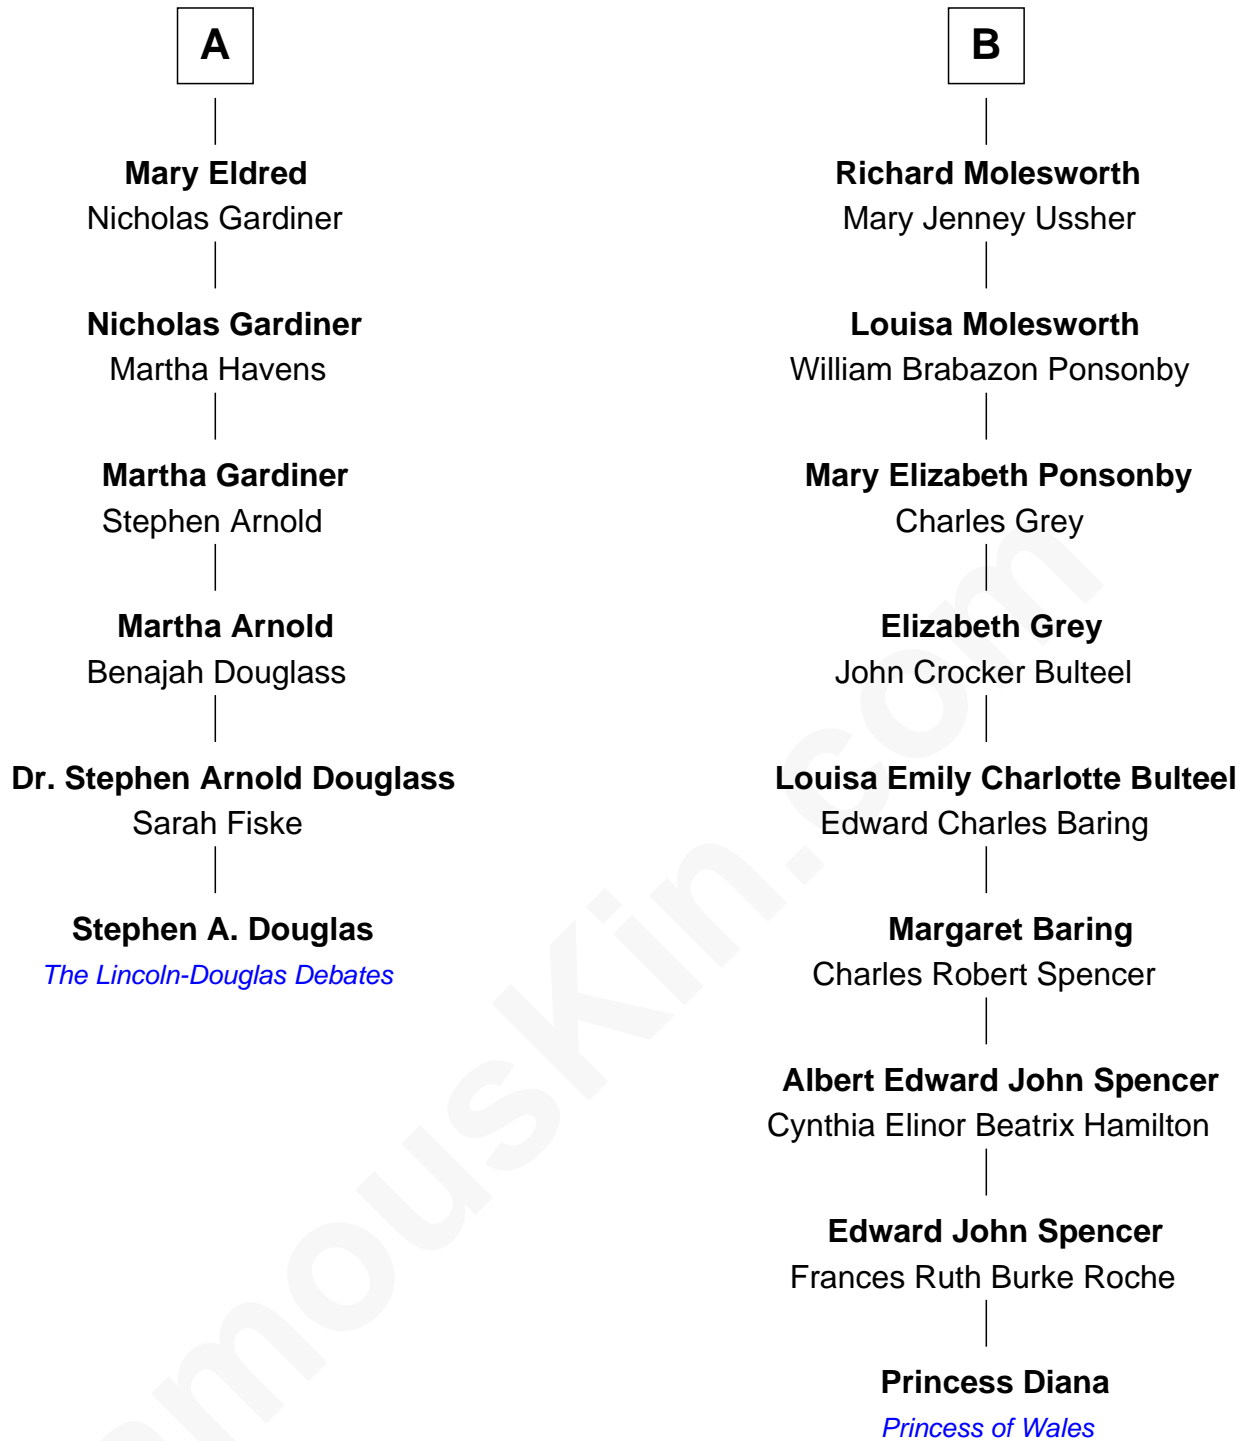 A
Mary Eldred
Nicholas Gardiner
Nicholas Gardiner
Martha Havens
Martha Gardiner
Stephen Arnold
Martha Arnold
Benajah Douglass
Dr. Stephen Arnold Douglass
Sarah Fiske
Stephen A. Douglas
The Lincoln-Douglas Debates
B
Richard Molesworth
Mary Jenney Ussher
Louisa Molesworth
William Brabazon Ponsonby
Mary Elizabeth Ponsonby
Charles Grey
Elizabeth Grey
John Crocker Bulteel
Louisa Emily Charlotte Bulteel
Edward Charles Baring
Margaret Baring
Charles Robert Spencer
Albert Edward John Spencer
Cynthia Elinor Beatrix Hamilton
Edward John Spencer
Frances Ruth Burke Roche
Princess Diana
Princess of Wales
amousKin.com